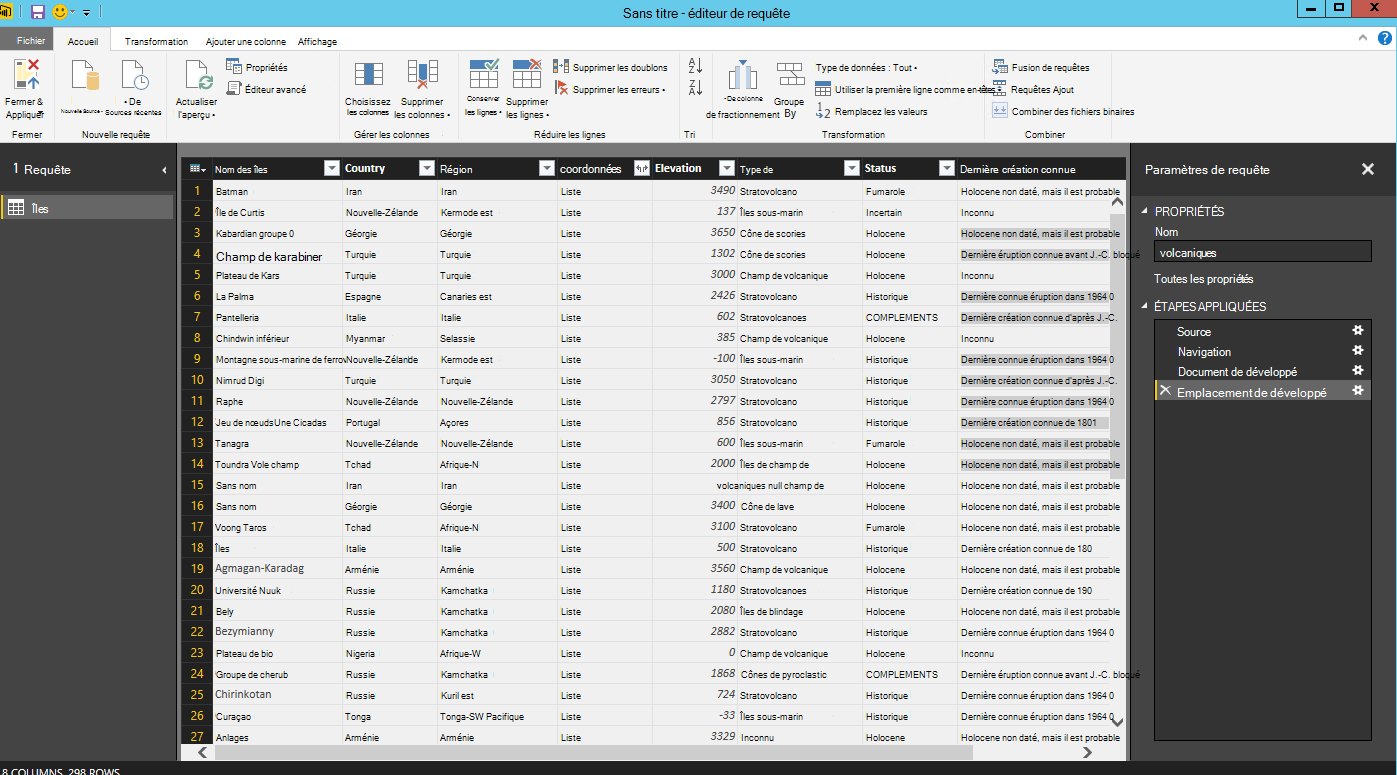 Sans titre - éditeur de requête
Fichier Accueil Transformation Ajouter une colonne Affichage
Fermer & Appliquer
Nouvelle Source
De Sources récentes
Actualiser l'aperçu
Propriétés
Éditeur avancé
Choisissez les colonnes
Supprimer les colonnes
Conserver les lignes
Supprimer les lignes
Supprimer les doublons
Supprimer les erreurs
De colonne de fractionnement
Groupe By
Type de données : Tout
Utiliser la première ligne comme en-têtes
Remplacez les valeurs
Fusion de requêtes
Requêtes Ajout
Combiner des fichiers binaires
Fermer Nouvelle requête Gérer les colonnes Réduire les lignes Tri Transformation Combiner
1 Requête
Îles
Nom des îles Country Région coordonnées Elevation Type de Status Dernière création connue
1 Batman Iran Iran Liste 3490 Stratovolcano Fumarole Holocene non daté, mais il est probable
2 Île de Curtis Nouvelle-Zélande Kermode est Liste 137 Îles sous-marin Incertain Inconnu
3 Kabardian groupe 0 Géorgie Géorgie Liste 3650 Cône de scories Holocene Holocene non daté, mais il est probable
4 Champ de karabiner Turquie Turquie Liste 1302 Cône de scories Holocene Dernière éruption connue avant J.-C. bloqué
5 Plateau de Kars Turquie Turquie Liste 3000 Champ de volcanique Holocene Inconnu
6 La Palma Espagne Canaries est Liste 2426 Stratovolcano Historique Dernière connue éruption dans 1964 0
7 Pantelleria Italie Italie Liste 602 Stratovolcanoes COMPLEMENTS Dernière création connue d'après J.-C.
8 Chindwin inférieur Myanmar Selassie Liste 385 Champ de volcanique Holocene Inconnu
9 Montagne sous-marine de ferro Nouvelle-Zélande Kermode est Liste -100 Îles sous-marin Historique Dernière connue éruption dans 1964 0
10 Nimrud Digi Turquie Turquie Liste 3050 Stratovolcano Historique Dernière création connue d'après J.-C.
11 Raphe Nouvelle-Zélande Nouvelle-Zélande Liste 2797 Stratovolcano Historique Dernière connue éruption dans 1964 0
12 Jeu de nœudsUne Cicadas Portugal Açores Liste 856 Stratovolcano Historique Dernière création connue de 1801
13 Tanagra Nouvelle-Zélande Nouvelle-Zélande Liste 600 Îles sous-marin Fumarole Holocene non daté, mais il est probable
14 Toundra Vole champ Tchad Afrique-N Liste 2000 Îles de champ de Holocene Holocene non daté, mais il est probable
15 Sans nom Iran Iran Liste volcaniques null champ de Holocene Holocene non daté, mais il est probable
16 Sans nom Géorgie Géorgie Liste 3400 Cône de lave Holocene Holocene non daté, mais il est probable
17 Voong Taros Tchad Afrique-N Liste 3100 Stratovolcano Fumarole Holocene non daté, mais il est probable
18 Îles Italie Italie Liste 500 Stratovolcano Historique Dernière création connue de 180
19 Agmagan-Karadag Arménie Arménie Liste 3560 Champ de volcanique Holocene Holocene non daté, mais il est probable
20 Université Nuuk Russie Kamchatka Liste 1180 Stratovolcanoes Historique Dernière création connue de 190
21 Bely Russie Kamchatka Liste 2080 Îles de blindage Holocene Holocene non daté, mais il est probable
22 Bezymianny Russie Kamchatka Liste 2882 Stratovolcano Historique Dernière connue éruption dans 1964 0
23 Plateau de bio Nigeria Afrique-W Liste 0 Champ de volcanique Holocene Inconnu
24 Groupe de cherub Russie Kamchatka Liste 1868 Cônes de pyroclastic COMPLEMENTS Dernière éruption connue avant J.-C. bloqué
25 Chirinkotan Russie Kuril est Liste 724 Stratovolcano Historique Dernière connue éruption dans 1964 0
26 Curaçao Tonga Tonga-SW Pacifique Liste -33 Îles sous-marin Historique Dernière connue éruption dans 1964 0
27 Anlages Arménie Arménie Liste 3329 Inconnu Holocene Holocene non daté, mais il est probable
Paramètres de requête
PROPRIÉTÉS
Nom
volcaniques
Toutes les propriétés
ÉTAPES APPLIQUÉES
Source
Navigation
Document de développé
Emplacement de développé
8 COLUMNS, 298 ROWS